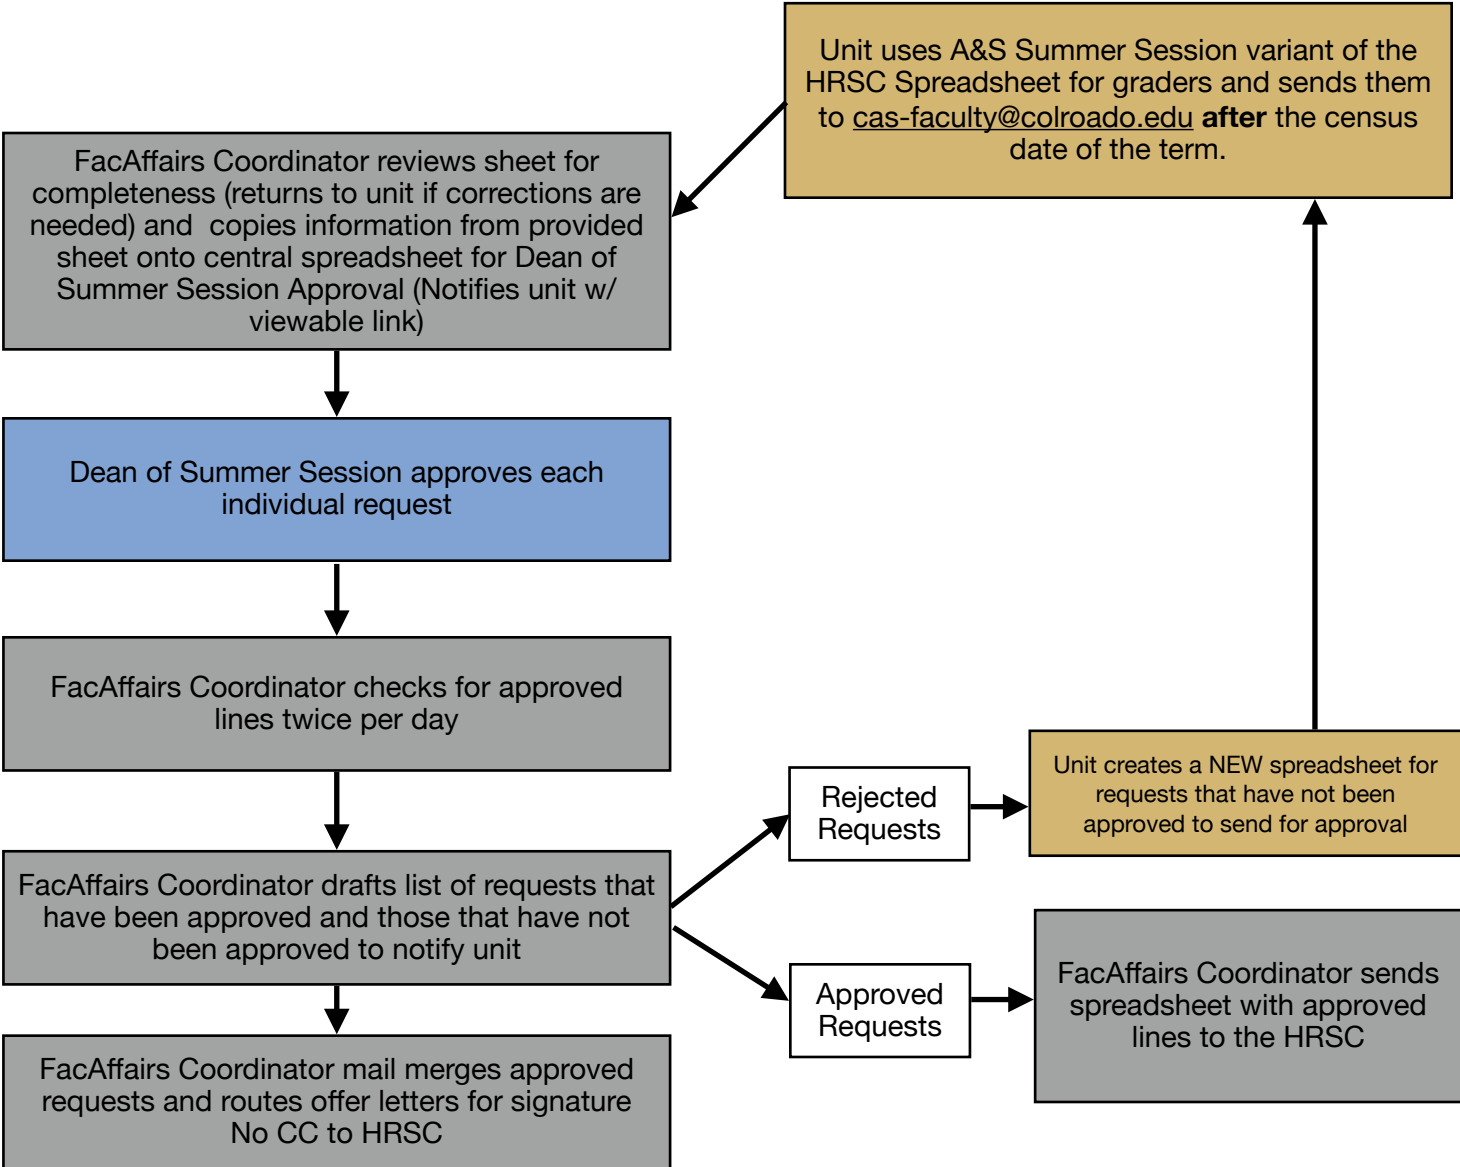 Unit uses A&S Summer Session variant of the
HRSC Spreadsheet for graders and sends them
to cas-faculty@colroado.edu after the census
date of the term.
FacAffairs Coordinator reviews sheet for
completeness (returns to unit if corrections are
needed) and copies information from provided
sheet onto central spreadsheet for Dean of
Summer Session Approval (Notifies unit w/
viewable link)
Dean of Summer Session approves each
individual request
FacAffairs Coordinator checks for approved
lines twice per day
FacAffairs Coordinator drafts list of requests that
have been approved and those that have not
been approved to notify unit
Rejected
Requests
Unit creates a NEW spreadsheet for
requests that have not been
approved to send for approval
Approved
Requests
FacAffairs Coordinator sends
spreadsheet with approved
lines to the HRSC
FacAffairs Coordinator mail merges approved
requests and routes offer letters for signature
No CC to HRSC